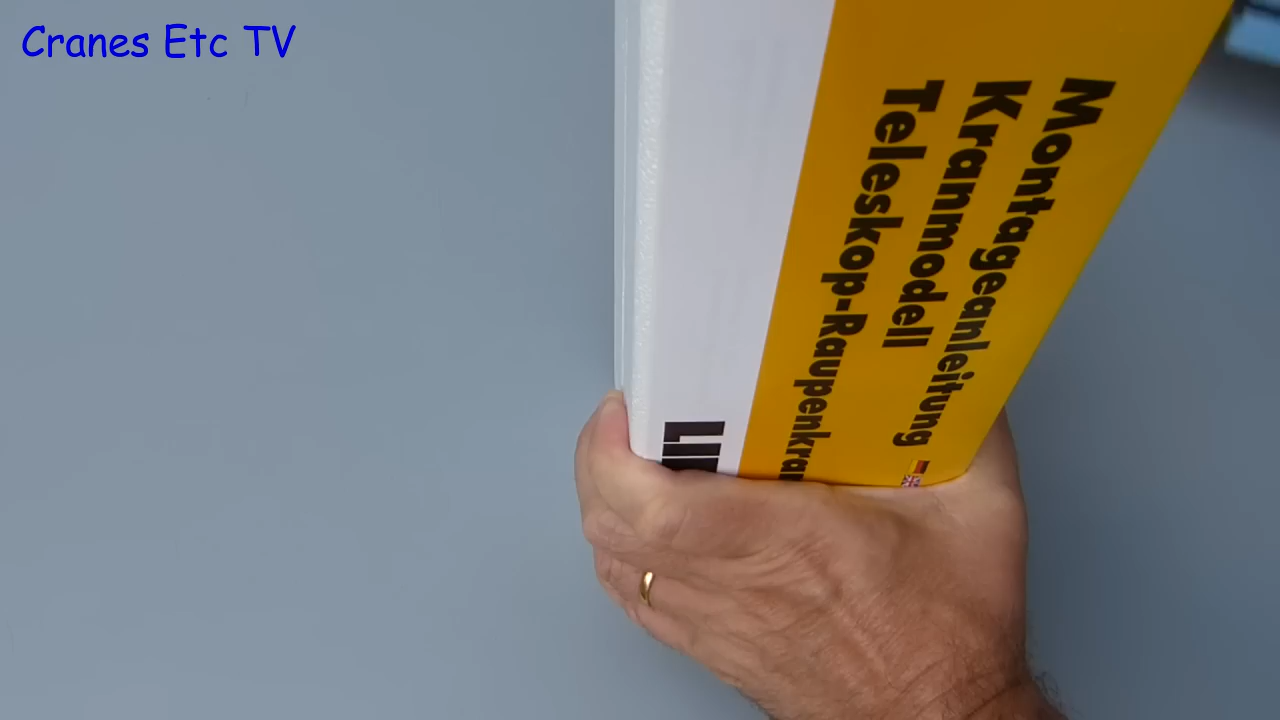 Cranes Etc TV
Montageanleitung
Kranmodell
Teleskop-Raupenkran